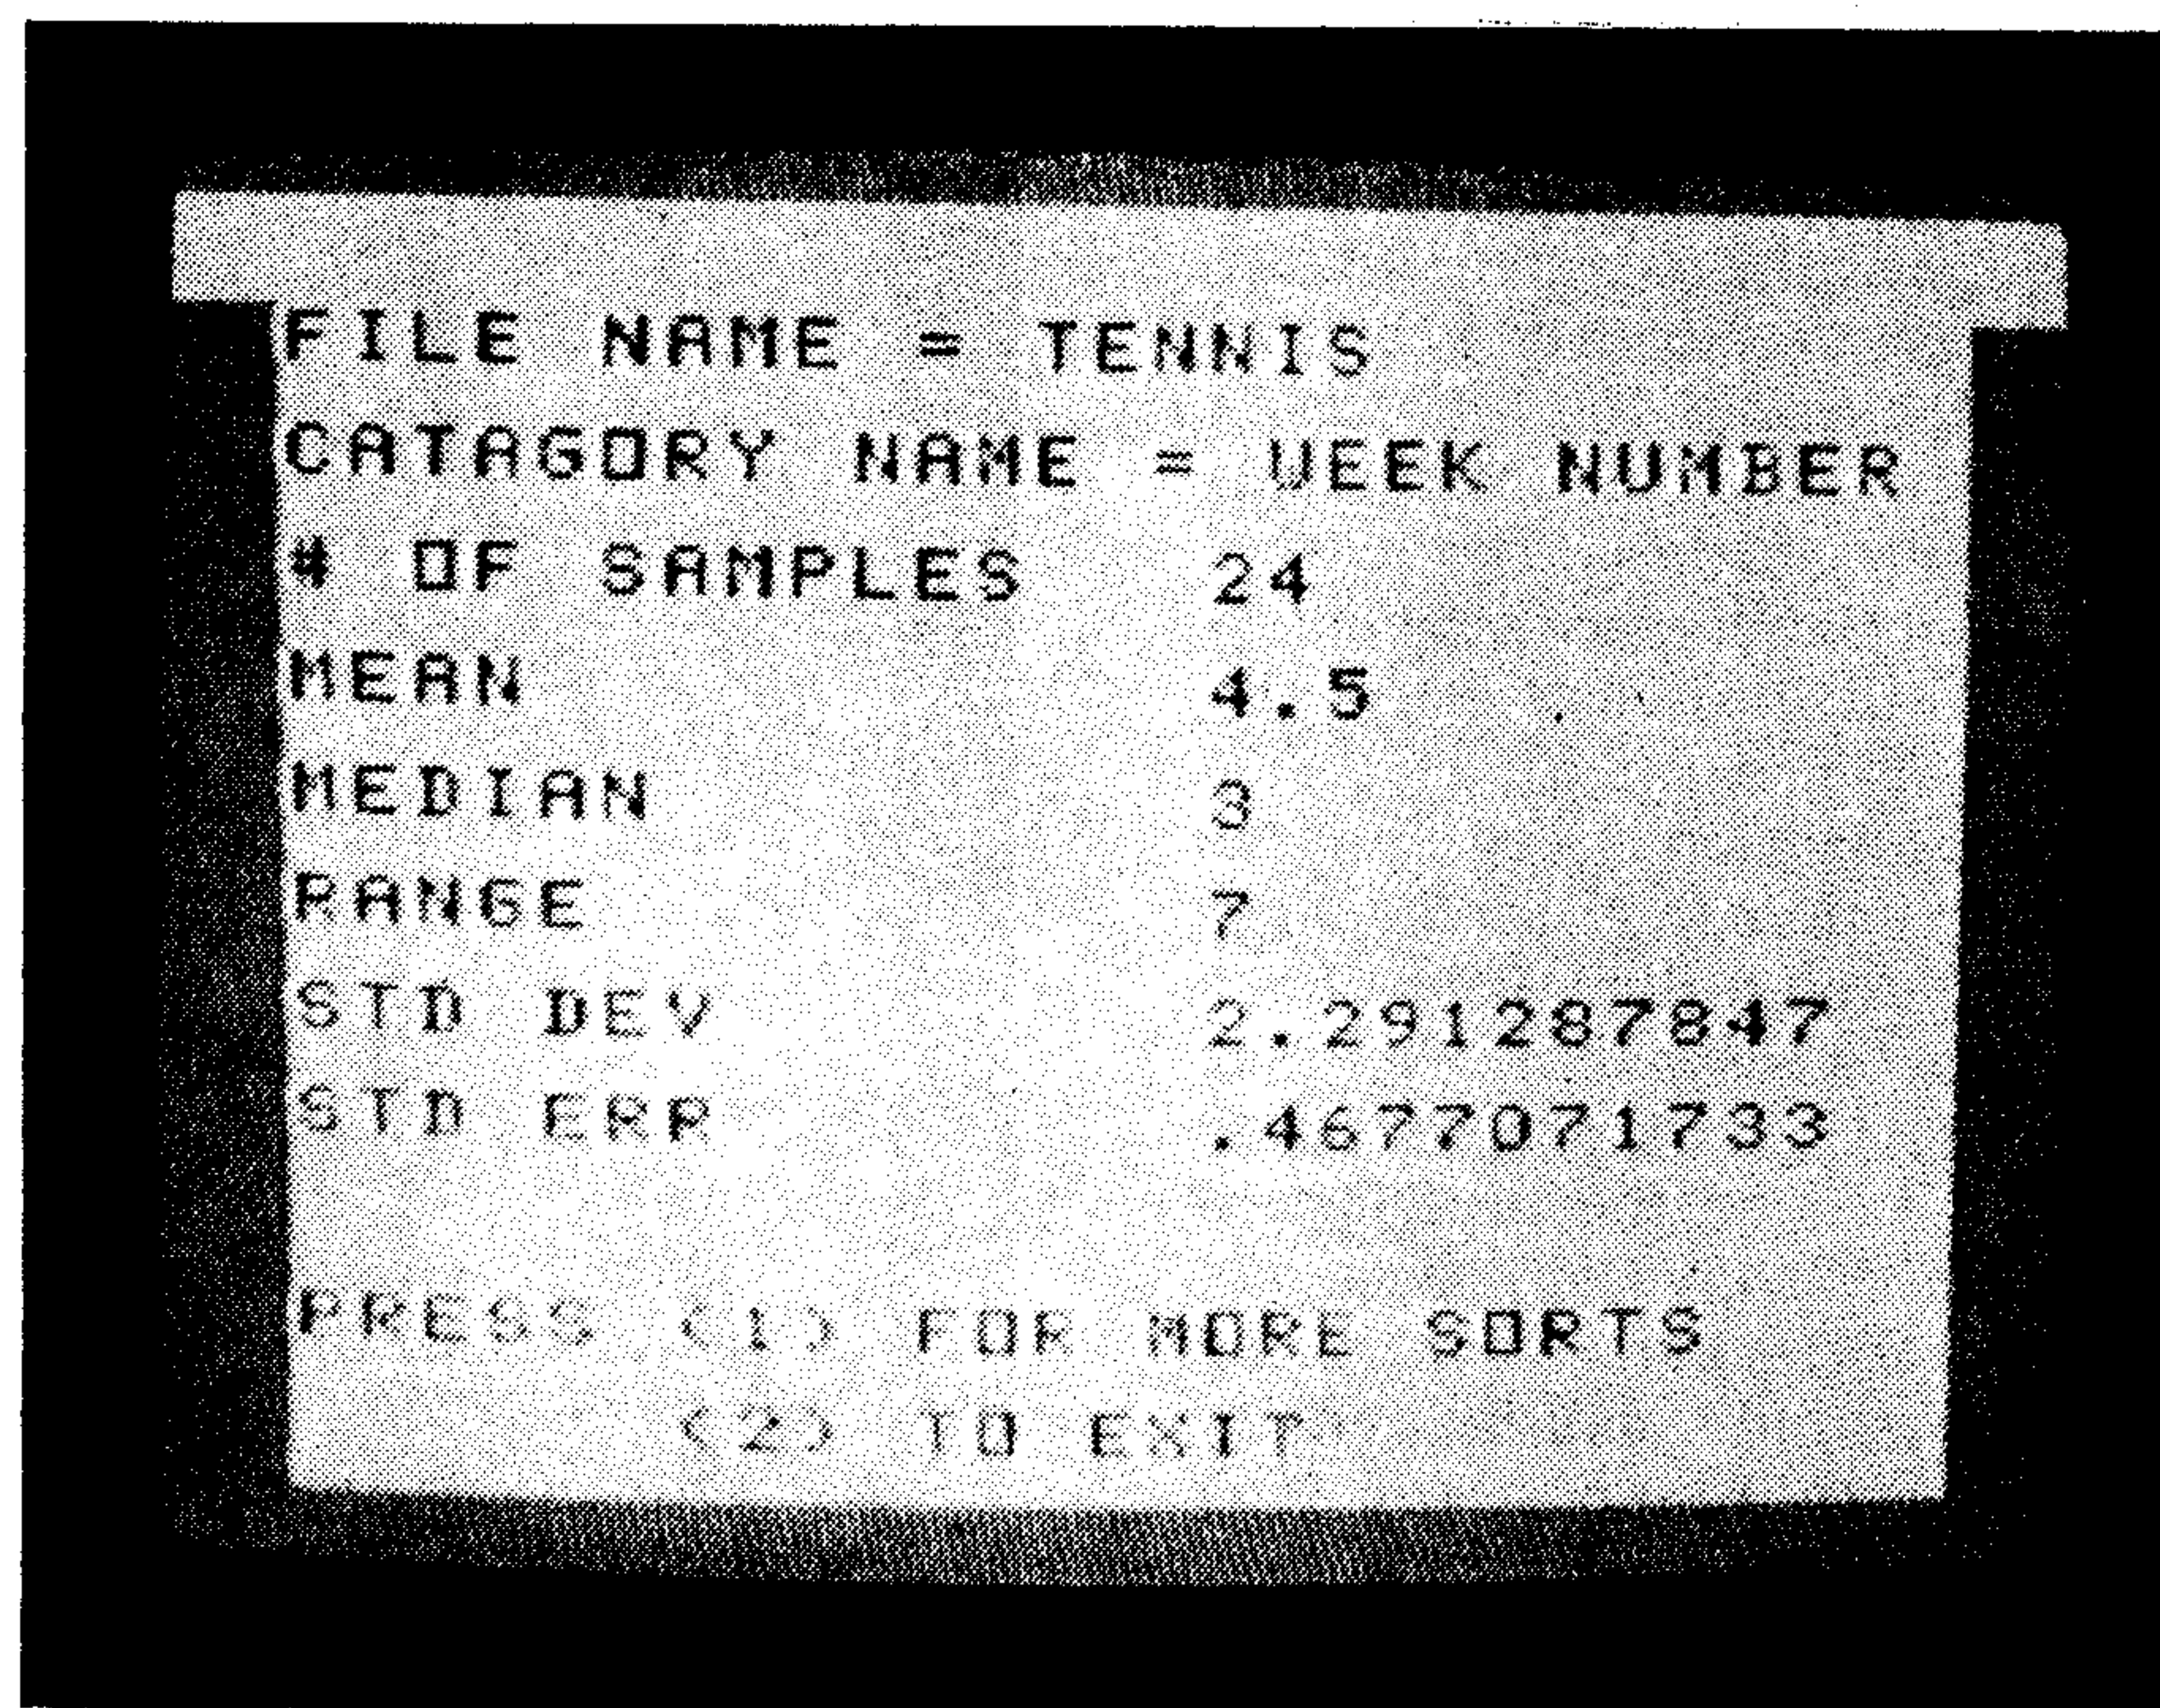 FILE NAME = TENNIS
CATAGORY NAME = WEEK NUMBER
# OF SAMPLES 24
MEAN 4.5
MEDIAN 3
RANGE 7
STD DEV 2.291287847
STD ERR .4677071733
PRESS (1) FOR MORE SORTS
(2) TO EXIT